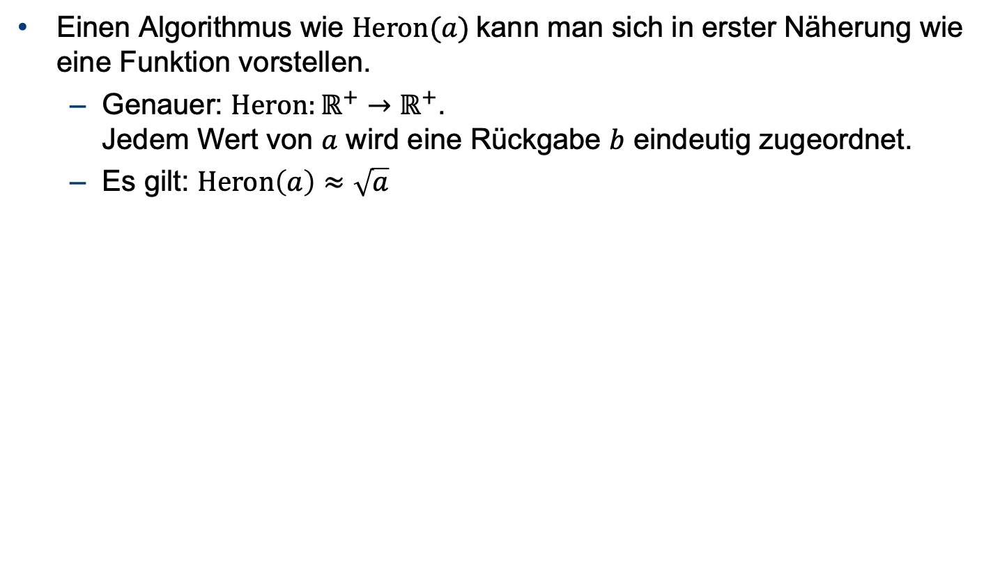 • Einen Algorithmus wie Heron(a) kann man sich in erster Näherung wie
eine Funktion vorstellen.
– Genauer: Heron: ℝ⁺ → ℝ⁺.
Jedem Wert von a wird eine Rückgabe b eindeutig zugeordnet.
– Es gilt: Heron(a) ≈ √a